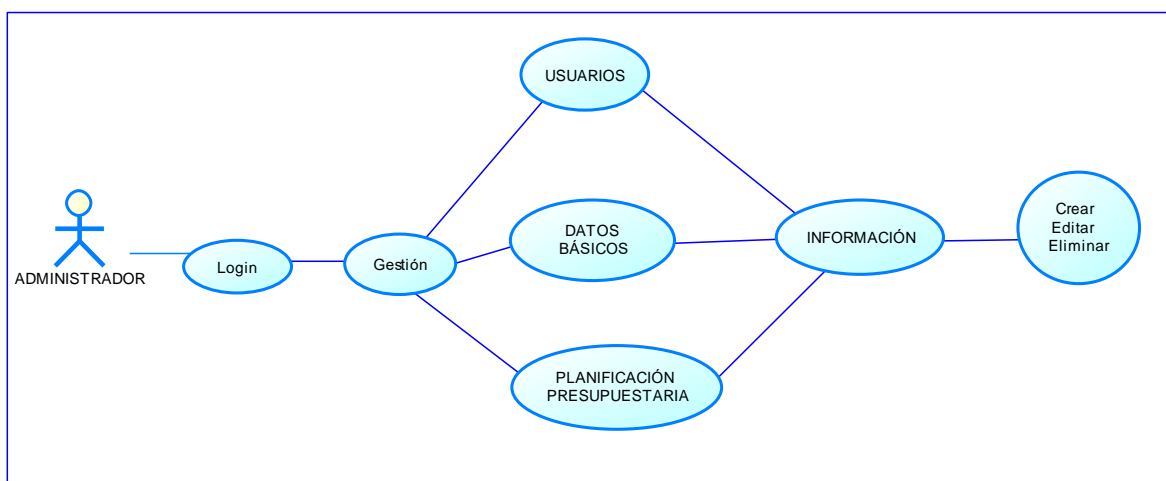 ADMINISTRADOR
Login
Gestión
USUARIOS
DATOS
BÁSICOS
PLANIFICACIÓN
PRESUPUESTARIA
INFORMACIÓN
Crear
Editar
Eliminar